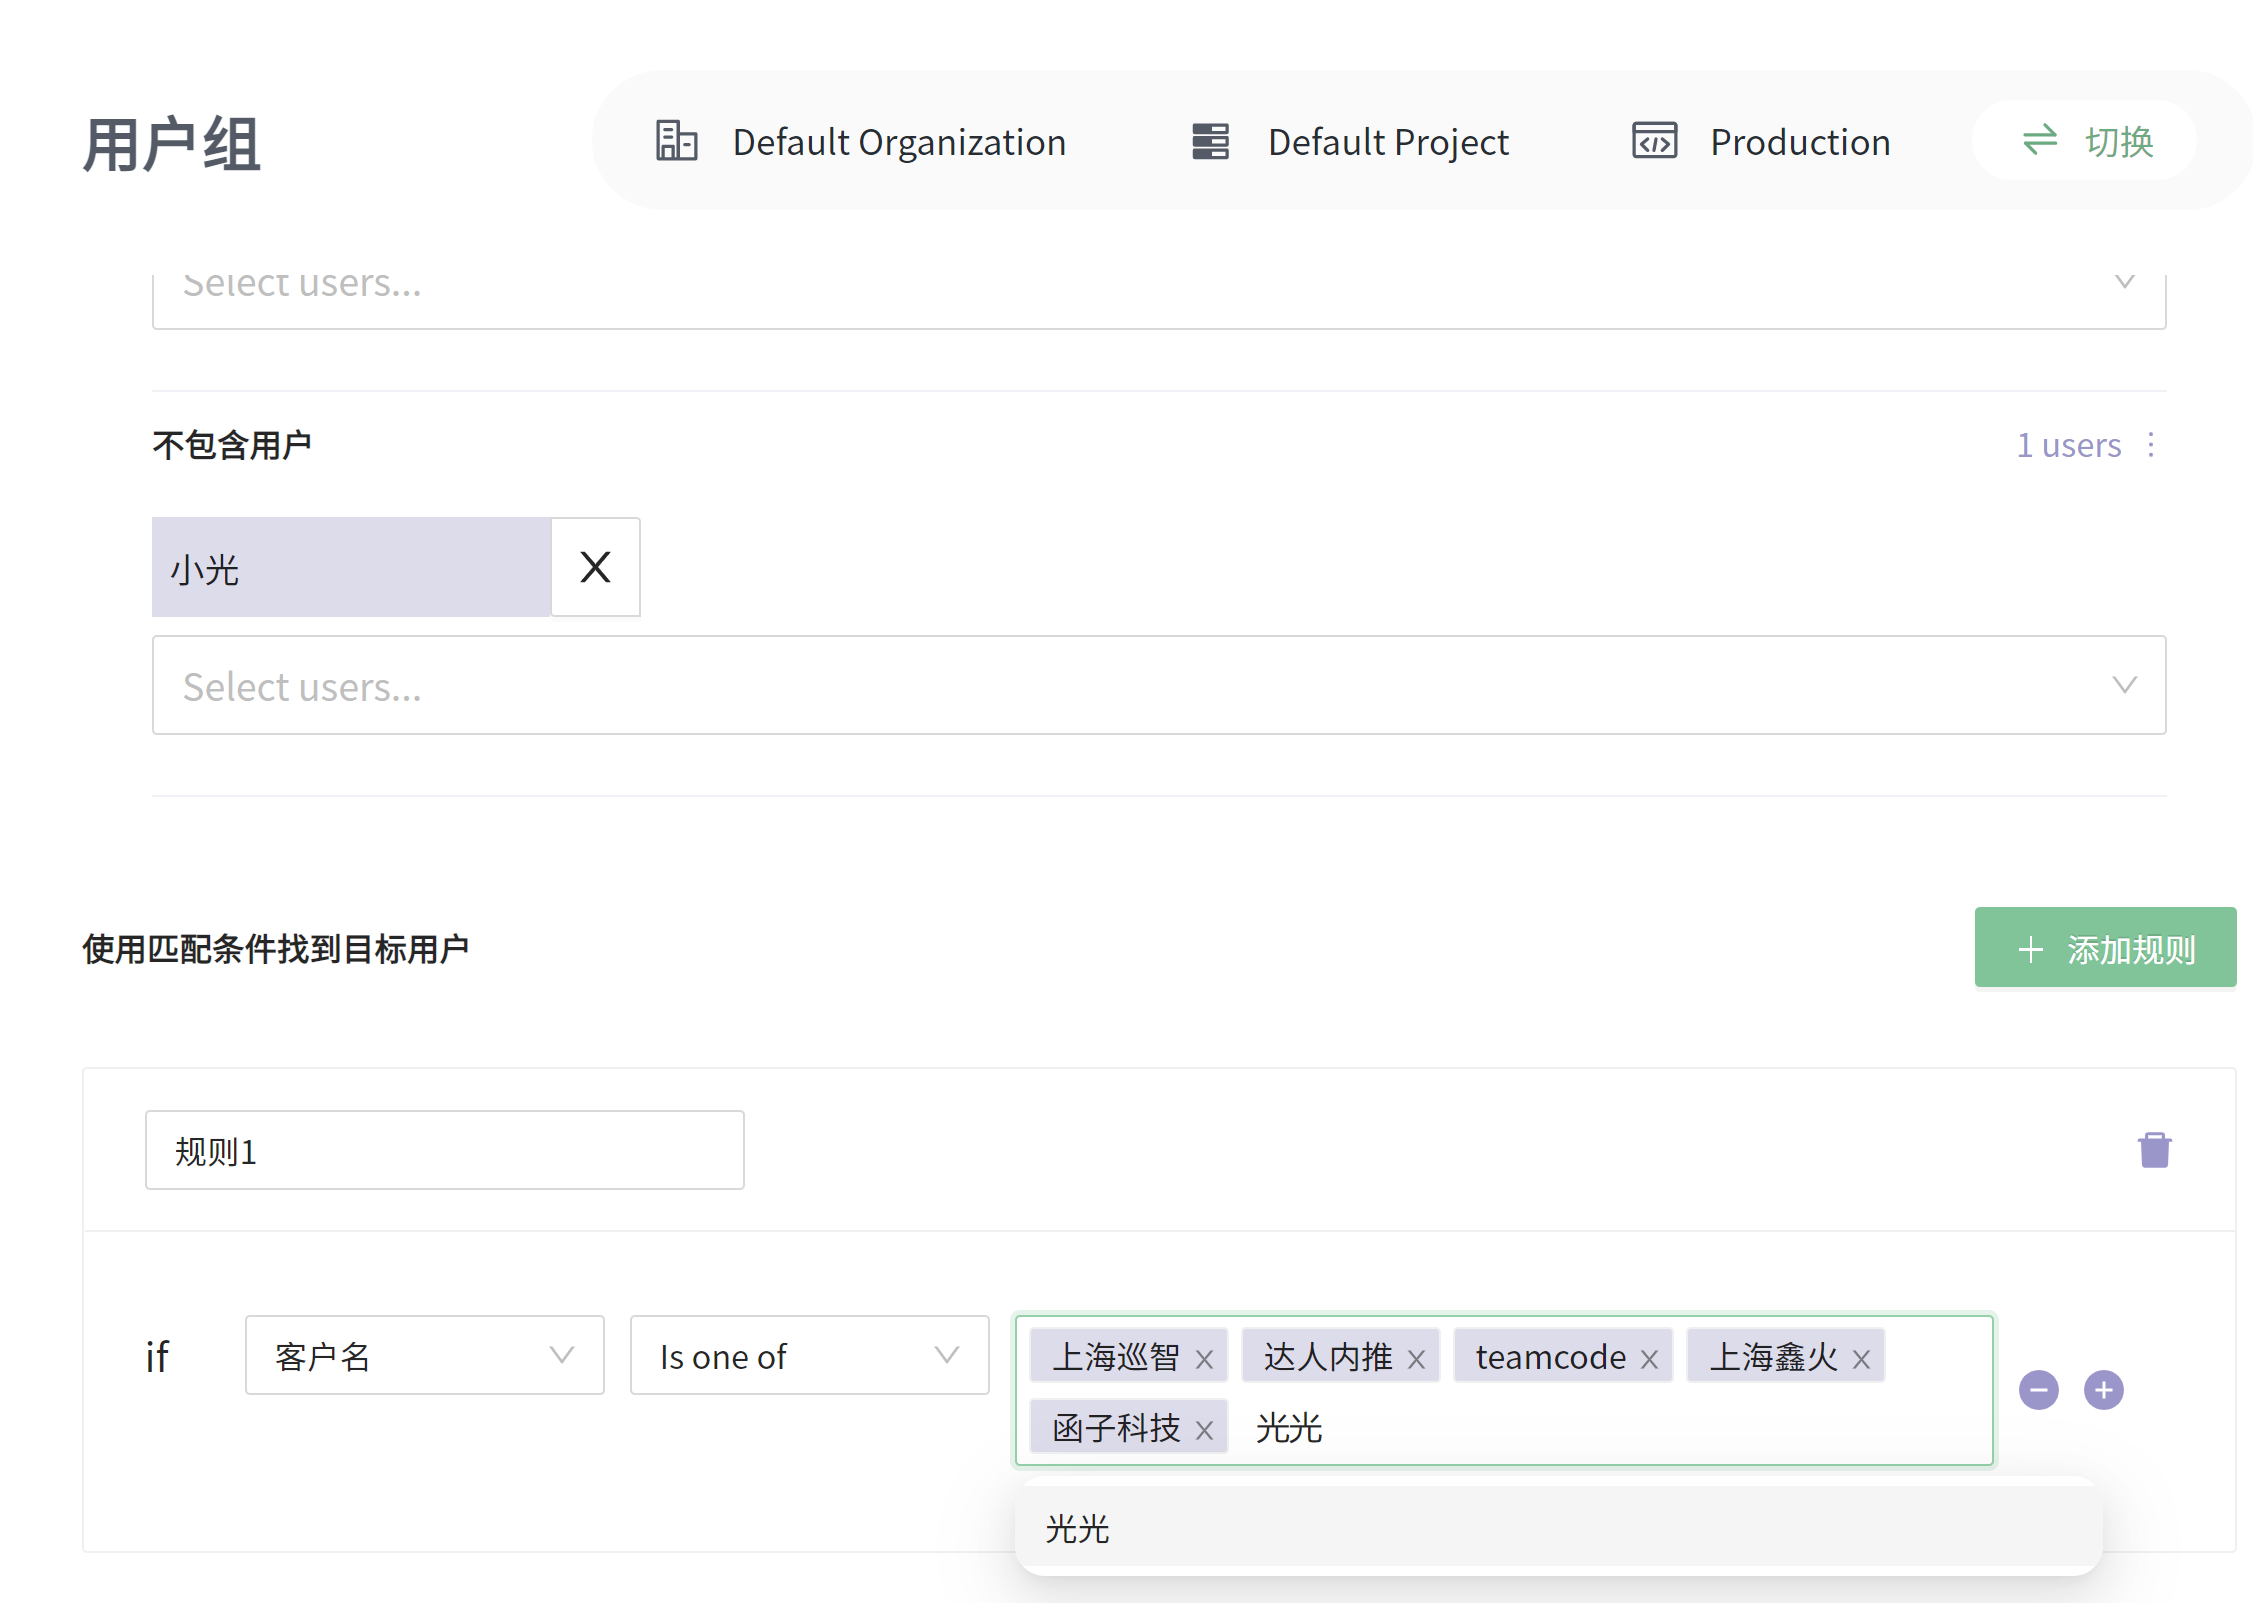 用户组
Default Organization
Default Project
Production
切换
Select users...
不包含用户
1 users
小光
Select users...
使用匹配条件找到目标用户
添加规则
规则1
if
客户名
Is one of
上海巡智
达人内推
teamcode
上海鑫火
函子科技
光光
光光